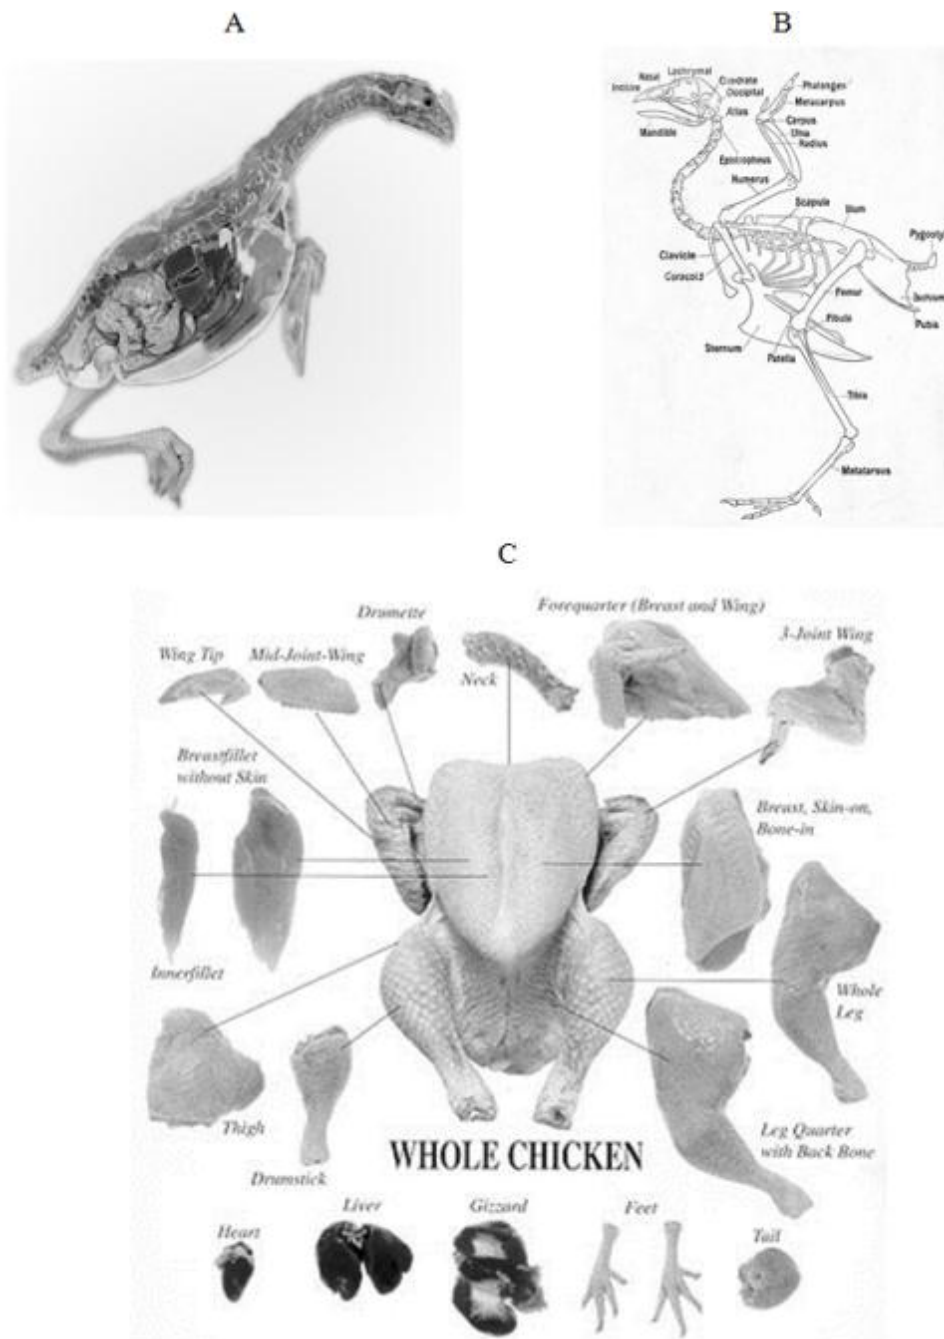 A
B
Nasal
Lachrymal
Quadrate
Occipital
Incisive
Atlas
Mandible
Phalanges
Metacarpus
Carpus
Ulna
Radius
Epistropheus
Humerus
Scapula
Ilium
Pygostyl
Clavicle
Coracoid
Femur
Ischium
Fibula
Pubis
Sternum
Patella
Tibia
Metatarsus
C
Drumette
Forequarter (Breast and Wing)
3-Joint Wing
Wing Tip
Mid-Joint-Wing
Neck
Breastfillet
without Skin
Breast, Skin-on,
Bone-in
Innerfillet
Whole
Leg
Thigh
Drumstick
Leg Quarter
with Back Bone
WHOLE CHICKEN
Heart
Liver
Gizzard
Feet
Tail